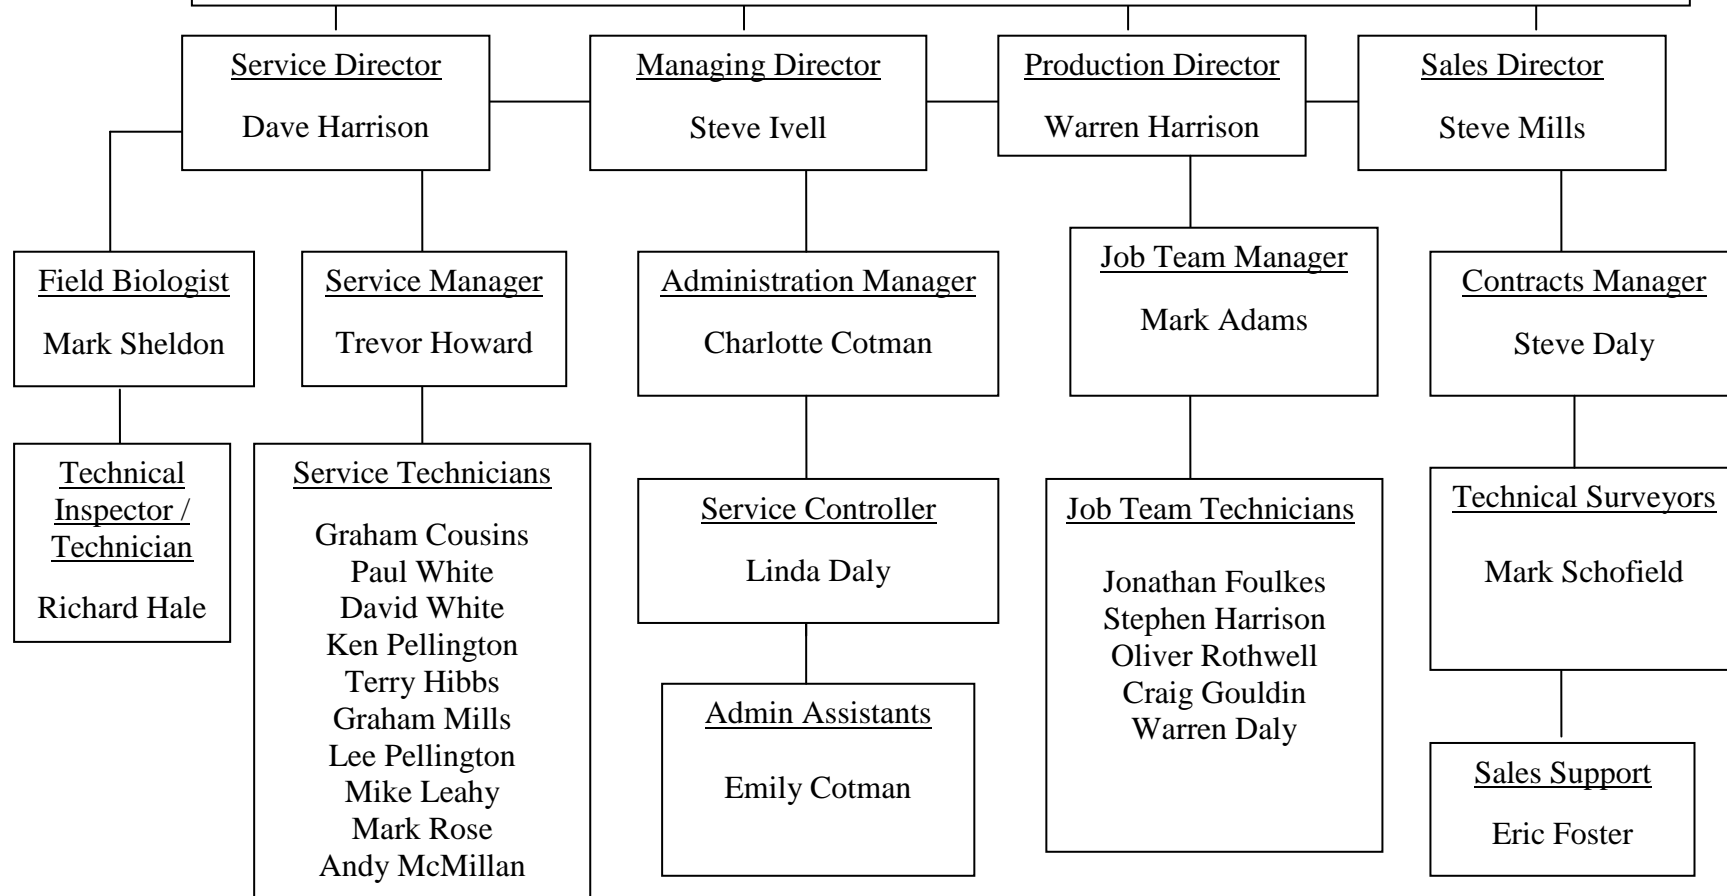 Service Director
Dave Harrison
Managing Director
Steve Ivell
Production Director
Warren Harrison
Sales Director
Steve Mills
Field Biologist
Mark Sheldon
Service Manager
Trevor Howard
Administration Manager
Charlotte Cotman
Job Team Manager
Mark Adams
Contracts Manager
Steve Daly
Technical
Inspector /
Technician
Richard Hale
Service Technicians
Graham Cousins
Paul White
David White
Ken Pellington
Terry Hibbs
Graham Mills
Lee Pellington
Mike Leahy
Mark Rose
Andy McMillan
Service Controller
Linda Daly
Admin Assistants
Emily Cotman
Job Team Technicians
Jonathan Foulkes
Stephen Harrison
Oliver Rothwell
Craig Gouldin
Warren Daly
Technical Surveyors
Mark Schofield
Sales Support
Eric Foster